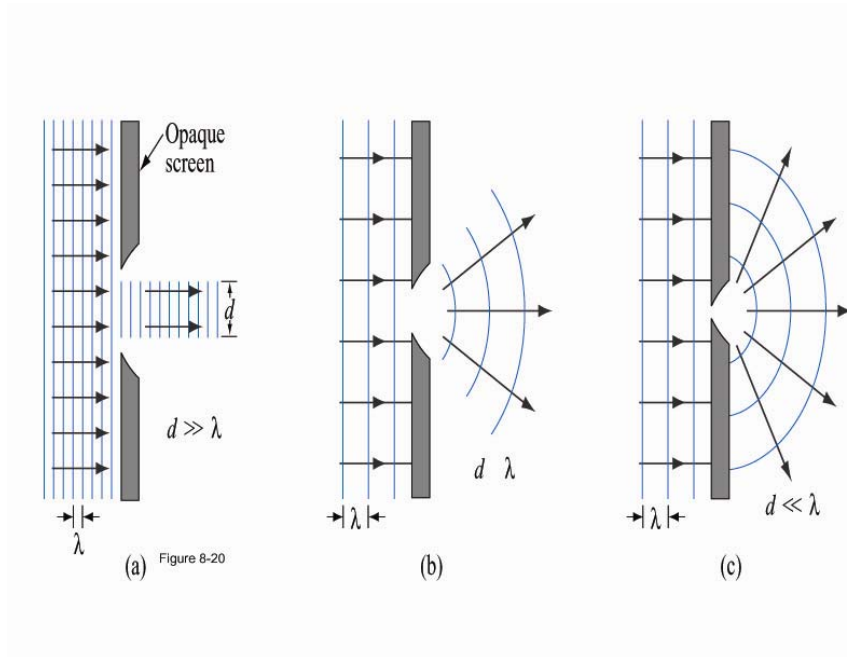 Opaque
screen
d
d ≫ λ
λ
(a)
Figure 8-20
λ
d λ
(b)
λ
d ≪ λ
(c)